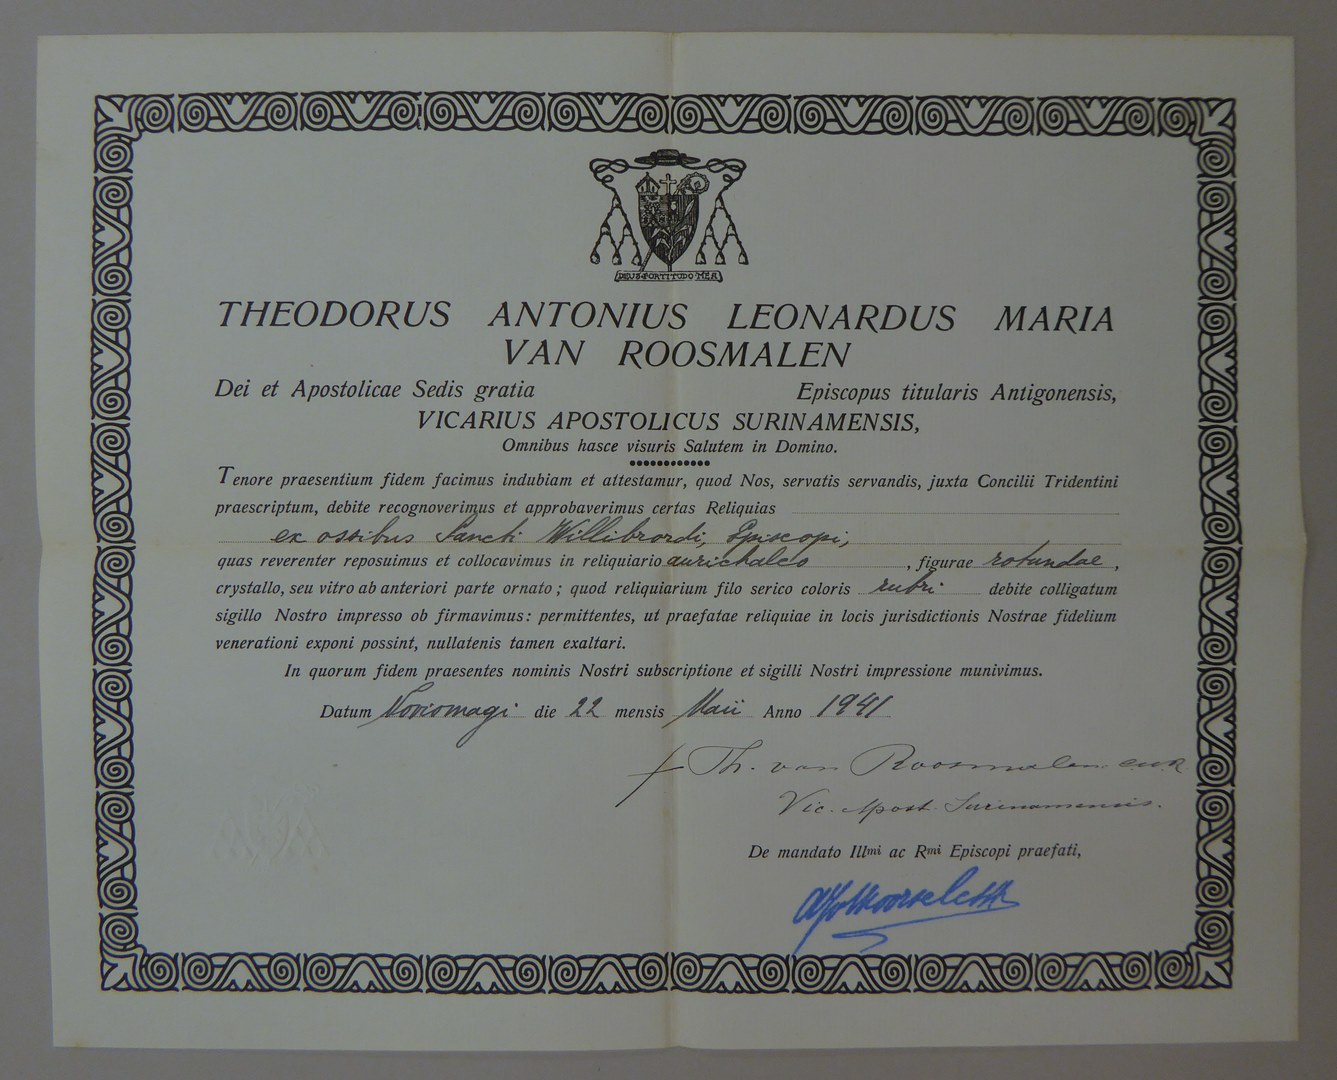 DEUS FORTITUDO MEA
THEODORUS ANTONIUS LEONARDUS MARIA
VAN ROOSMALEN
Dei et Apostolicae Sedis gratia Episcopus titularis Antigonensis,
VICARIUS APOSTOLICUS SURINAMENSIS,
Omnibus hasce visuris Salutem in Domino.
Tenore praesentium fidem facimus indubiam et attestamur, quod Nos, servatis servandis, juxta Concilii Tridentini
praescriptum, debite recognoverimus et approbaverimus certas Reliquias
ex ossibus Sancti Willibrordi, Episcopi,
quas reverenter reposuimus et collocavimus in reliquiario aurichalco, figurae rotundae,
crystallo, seu vitro ab anteriori parte ornato; quod reliquiarium filo serico coloris rubri debite colligatum
sigillo Nostro impresso ob firmavimus: permittentes, ut praefatae reliquiae in locis jurisdictionis Nostrae fidelium
venerationi exponi possint, nullatenis tamen exaltari.
In quorum fidem praesentes nominis Nostri subscriptione et sigilli Nostri impressione munivimus.
Datum Noviomagi die 22 mensis Maii Anno 1941
† Th. van Roosmalen
Vic. Apost. Surinamensis.
De mandato Illmi ac Rmi Episcopi praefati,